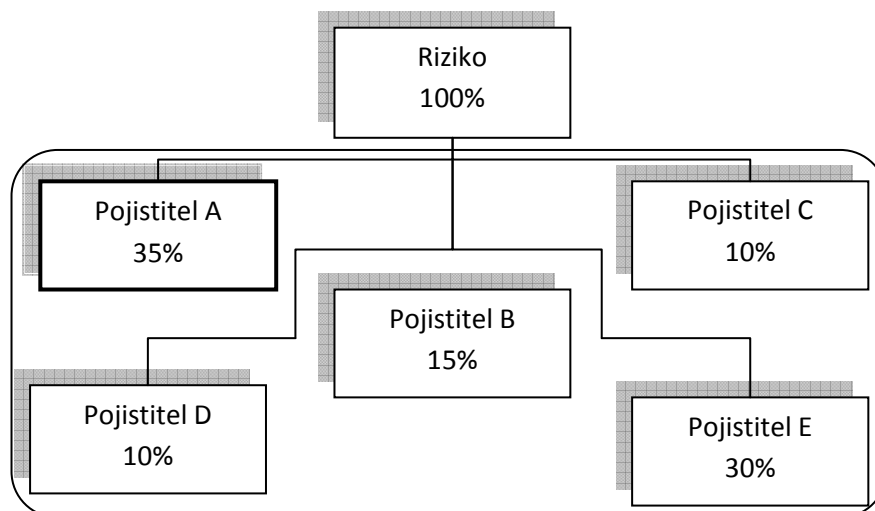 Riziko
100%
Pojistitel A
35%
Pojistitel C
10%
Pojistitel B
15%
Pojistitel D
10%
Pojistitel E
30%